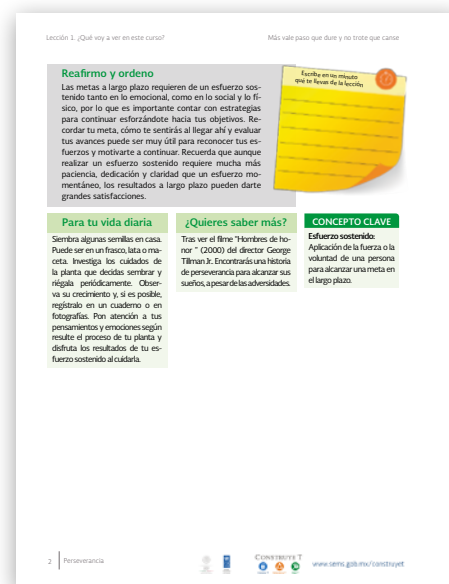 Lección 1. ¿Qué voy a ver en este curso?
Más vale paso que dure y no trote que canse
Reafirmo y ordeno
Las metas a largo plazo requieren de un esfuerzo sos-
tenido tanto en lo emocional, como en lo social y lo fí-
sico, por lo que es importante contar con estrategias
para continuar esforzándote hacia tus objetivos. Re-
cordar tu meta, cómo te sentirás al llegar ahí y evaluar
tus avances puede ser muy útil para reconocer tus es-
fuerzos y motivarte a continuar. Recuerda que aunque
realizar un esfuerzo sostenido requiere mucha más
paciencia, dedicación y claridad que un esfuerzo mo-
mentáneo, los resultados a largo plazo pueden darte
grandes satisfacciones.
Escribe en un minuto
qué te llevas de la lección
Para tu vida diaria
Siembra algunas semillas en casa.
Puede ser en un frasco, lata o ma-
ceta. Investiga los cuidados de
la planta que decidas sembrar y
riégala periódicamente. Obser-
va su crecimiento y, si es posible,
regístralo en un cuaderno o en
fotografías. Pon atención a tus
pensamientos y emociones según
resulte el proceso de tu planta y
disfruta los resultados de tu es-
fuerzo sostenido al cuidarla.
¿Quieres saber más?
Tras ver el filme "Hombres de ho-
nor " (2000) del director George
Tillman Jr. Encontrarás una historia
de perseverancia para alcanzar sus
sueños, a pesar de las adversidades.
CONCEPTO CLAVE
Esfuerzo sostenido:
Aplicación de la fuerza o la
voluntad de una persona
para alcanzar una meta en
el largo plazo.
2
Perseverancia
CONSTRUYE T
www.sems.gob.mx/construyet